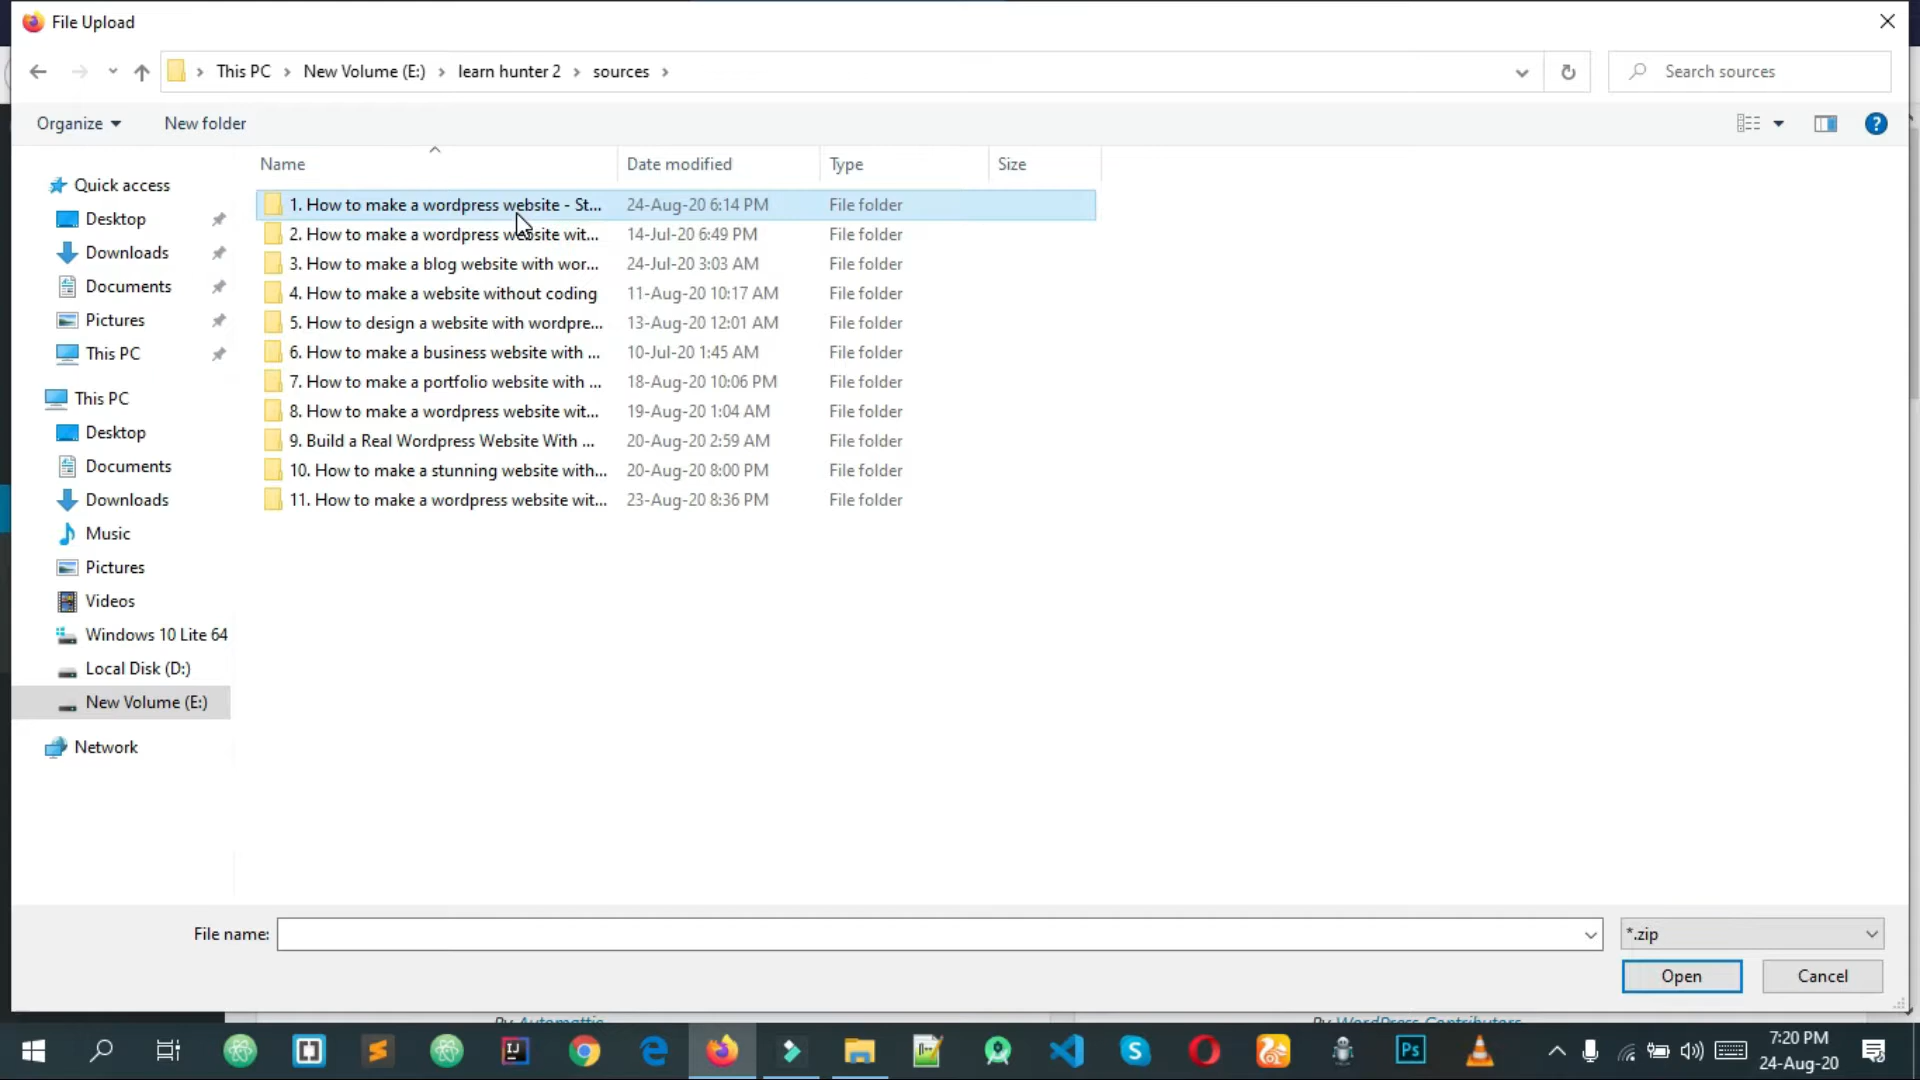 File Upload
This PC > New Volume (E:) > learn hunter 2 > sources >
Search sources
Organize
New folder
Name
Date modified
Type
Size
1. How to make a wordpress website - St... 24-Aug-20 6:14 PM File folder
2. How to make a wordpress website wit... 14-Jul-20 6:49 PM File folder
3. How to make a blog website with wor... 24-Jul-20 3:03 AM File folder
4. How to make a website without coding 11-Aug-20 10:17 AM File folder
5. How to design a website with wordpre... 13-Aug-20 12:01 AM File folder
6. How to make a business website with ... 10-Jul-20 1:45 AM File folder
7. How to make a portfolio website with ... 18-Aug-20 10:06 PM File folder
8. How to make a wordpress website wit... 19-Aug-20 1:04 AM File folder
9. Build a Real Wordpress Website With ... 20-Aug-20 2:59 AM File folder
10. How to make a stunning website with... 20-Aug-20 8:00 PM File folder
11. How to make a wordpress website wit... 23-Aug-20 8:36 PM File folder
Quick access
Desktop
Downloads
Documents
Pictures
This PC
This PC
Desktop
Documents
Downloads
Music
Pictures
Videos
Windows 10 Lite 64
Local Disk (D:)
New Volume (E:)
Network
File name:
*.zip
Open
Cancel
By Automattic
By WordPress Contributors
7:20 PM
24-Aug-20